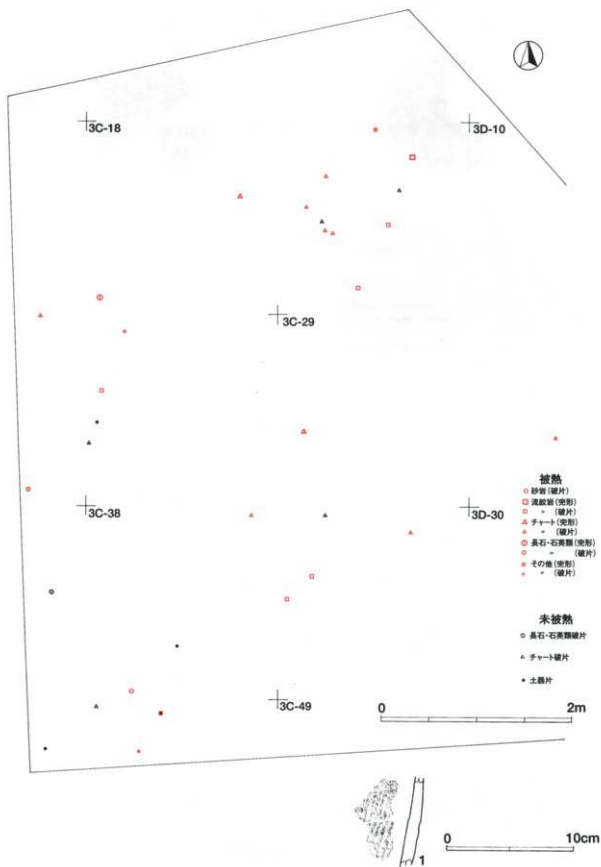 3C-18
3D-10
3C-29
3C-38
3D-30
3C-49
被熱
砂岩(破片)
流紋岩(完形)
〃 (破片)
チャート(完形)
〃 (破片)
長石・石英類(完形)
〃 (破片)
その他(完形)
〃 (破片)
未被熱
長石・石英類破片
チャート破片
土器片
0 2m
1
0 10cm